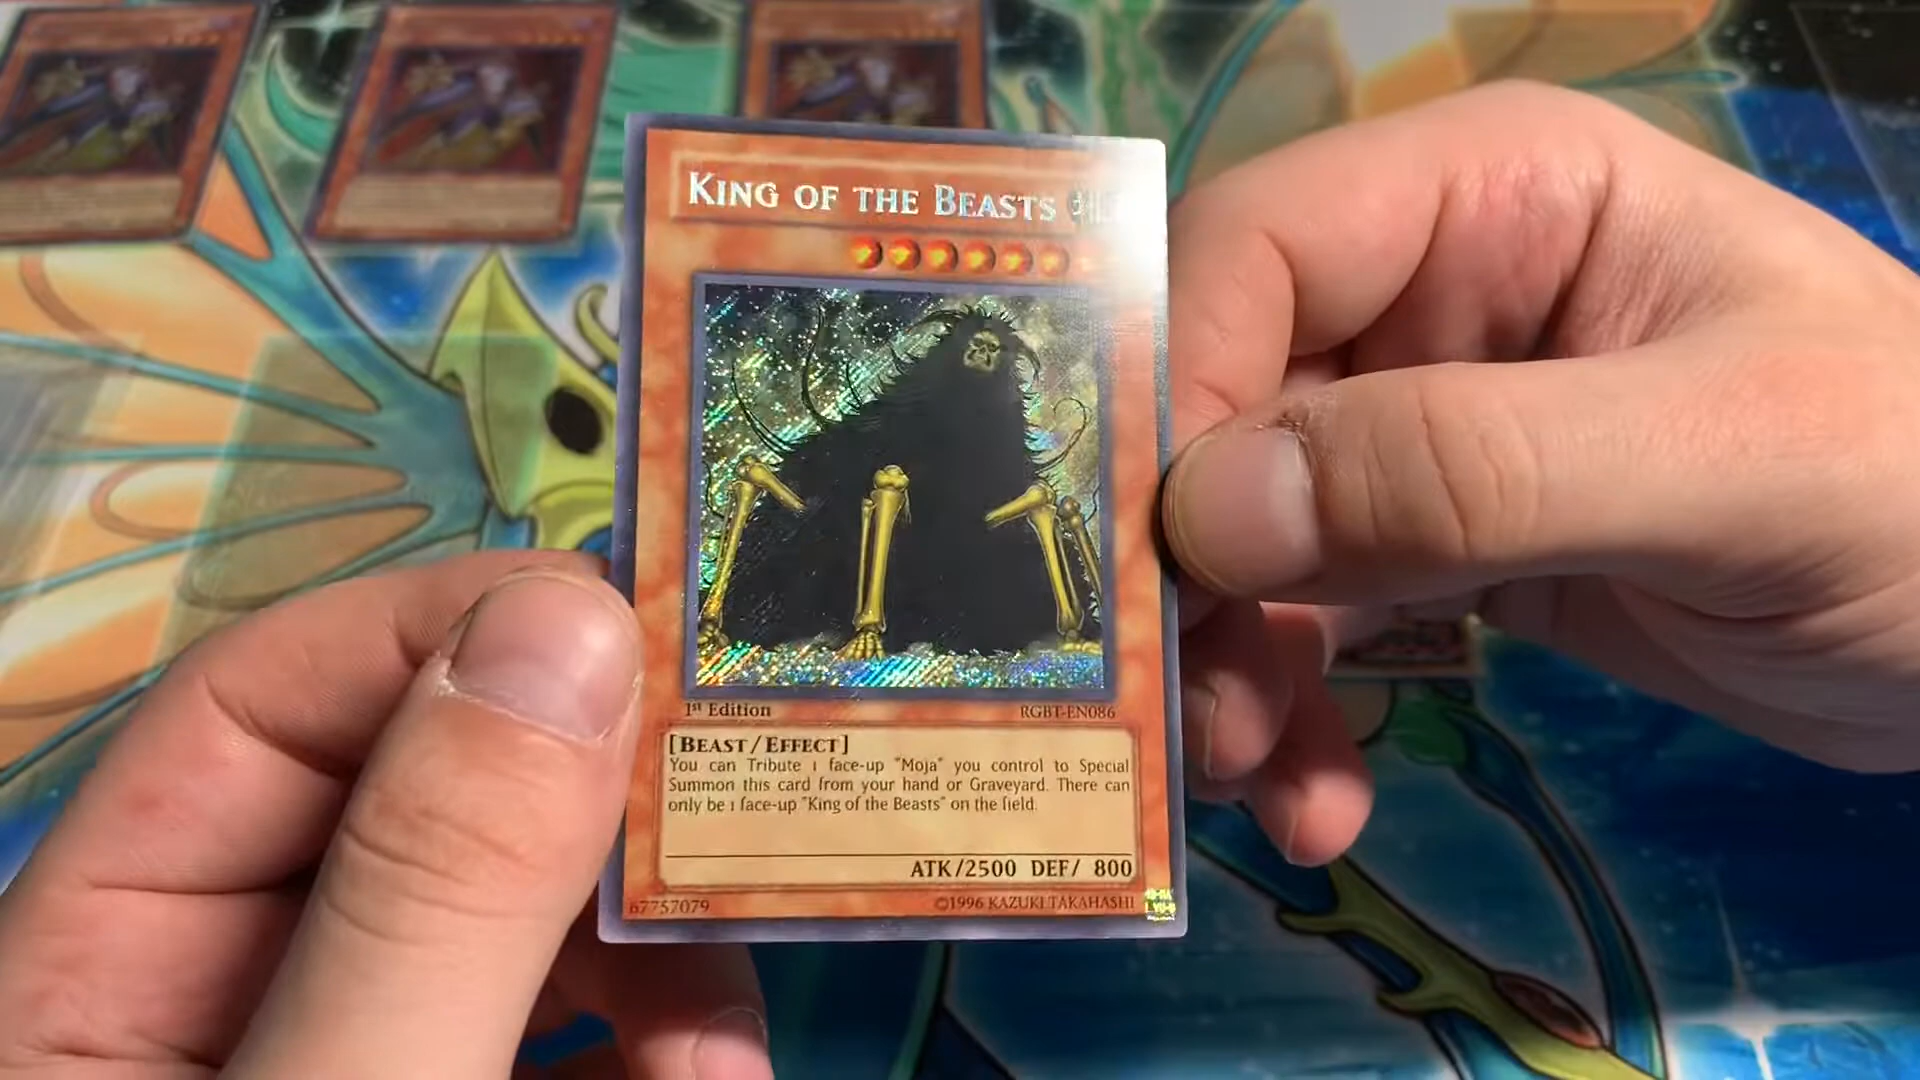 KING OF THE BEASTS
1st Edition
RGBT-EN086
[BEAST/EFFECT]
You can Tribute 1 face-up "Moja" you control to Special
Summon this card from your hand or Graveyard. There can
only be 1 face-up "King of the Beasts" on the field.
ATK/2500 DEF/ 800
67757079
©1996 KAZUKI TAKAHASHI